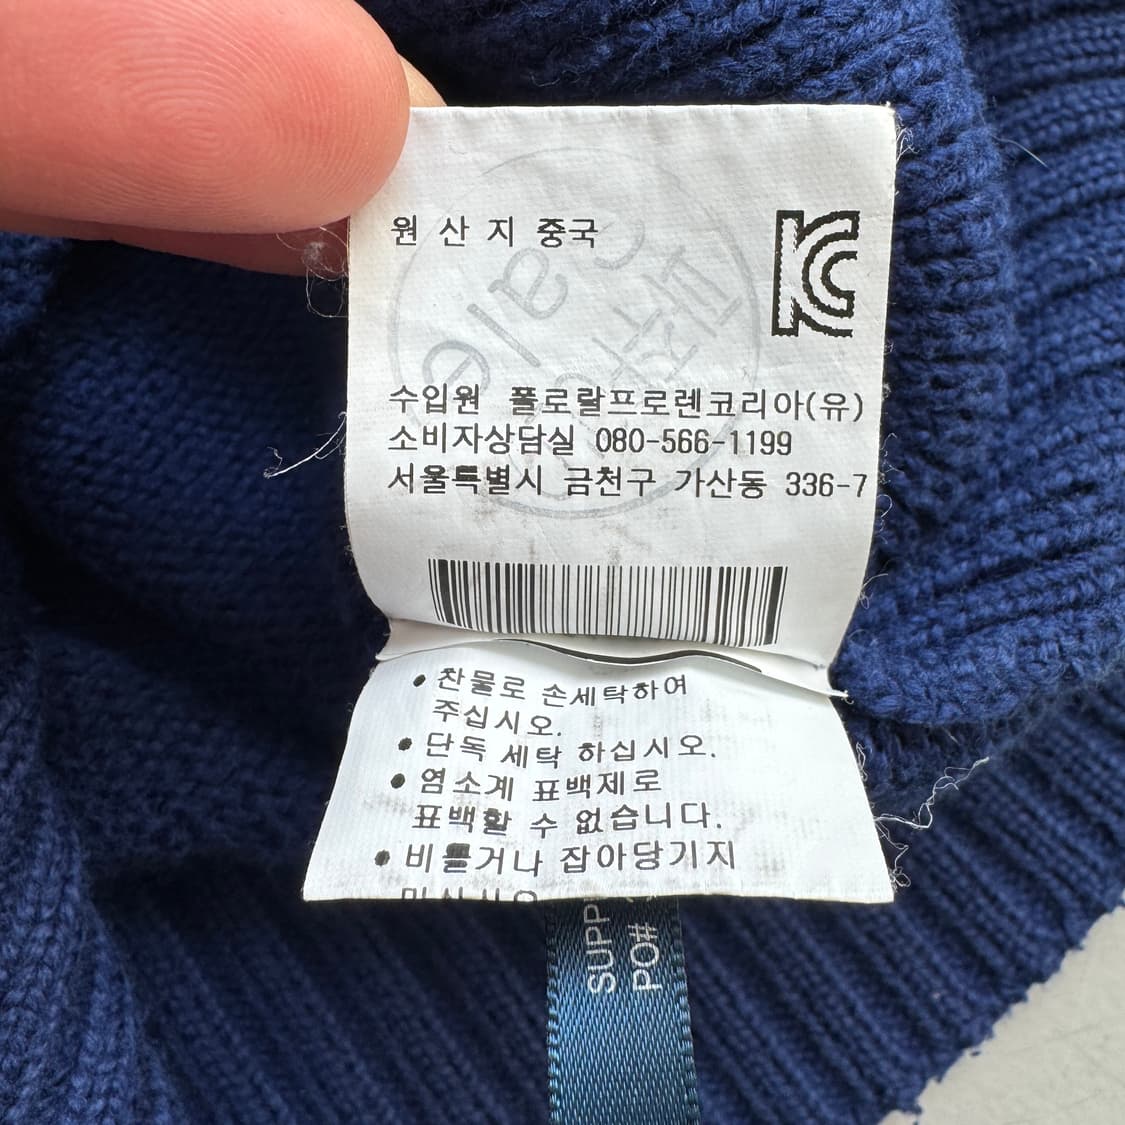 원 산 지 중국
KC
수입원 폴로랄프로렌코리아(유)
소비자상담실 080-566-1199
서울특별시 금천구 가산동 336-7
• 찬물로 손세탁하여
주십시오.
• 단독 세탁 하십시오.
• 염소계 표백제로
표백할 수 없습니다.
• 비틀거나 잡아당기지
SUPP
PO#